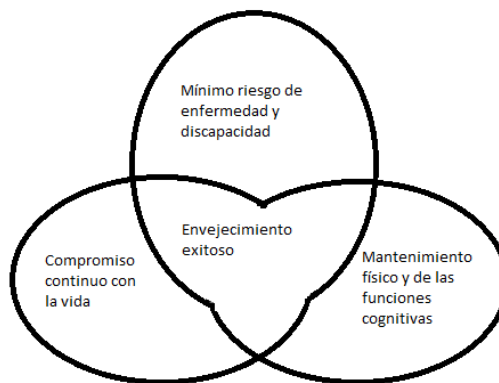 Mínimo riesgo de
enfermedad y
discapacidad
Envejecimiento
exitoso
Compromiso
continuo con
la vida
Mantenimiento
físico y de las
funciones
cognitivas